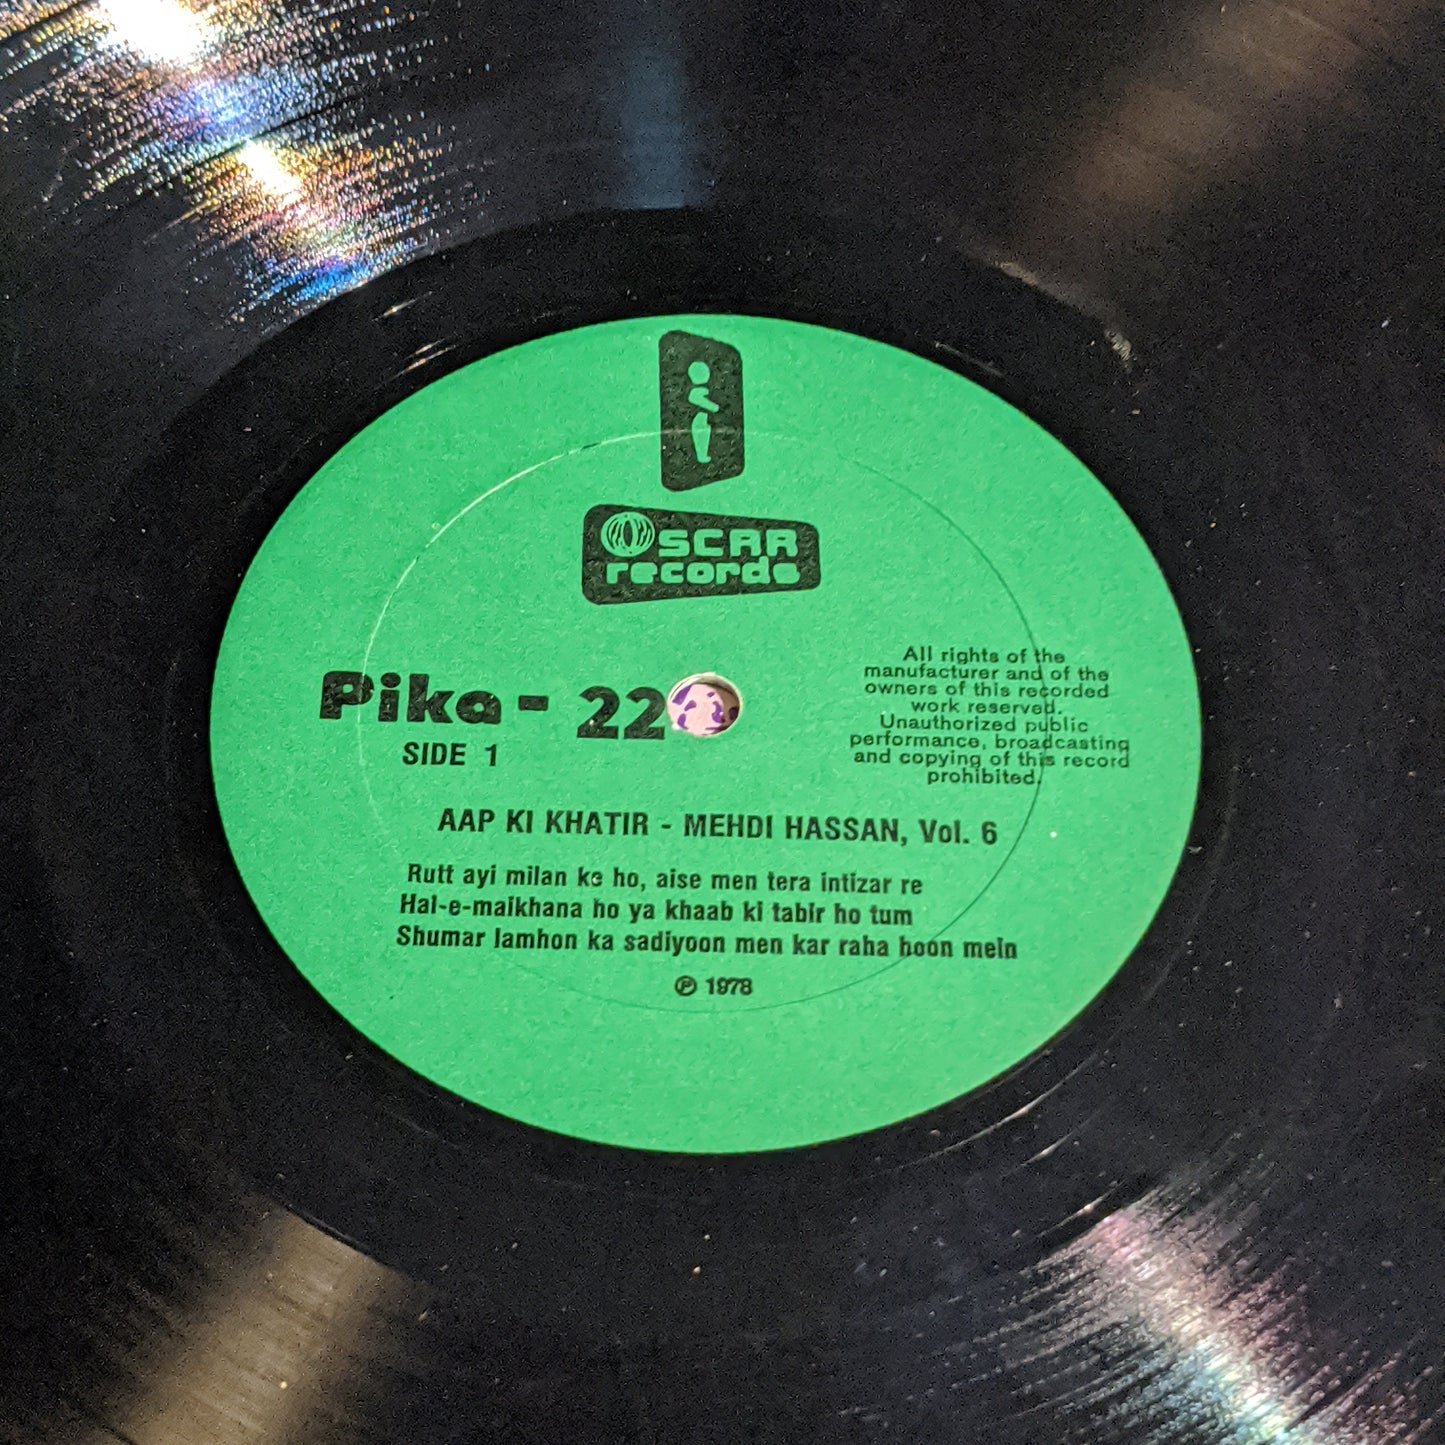 Oscar
records
Pika - 22
SIDE 1
All rights of the
manufacturer and of the
owners of this recorded
work reserved.
Unauthorized public
performance, broadcasting
and copying of this record
prohibited.
AAP KI KHATIR - MEHDI HASSAN, Vol. 6
Rutt ayi milan ke ho, aise men tera intizar re
Hal-e-maikhana ho ya khaab ki tabir ho tum
Shumar lamhon ka sadiyoon men kar raha hoon mein
℗ 1978